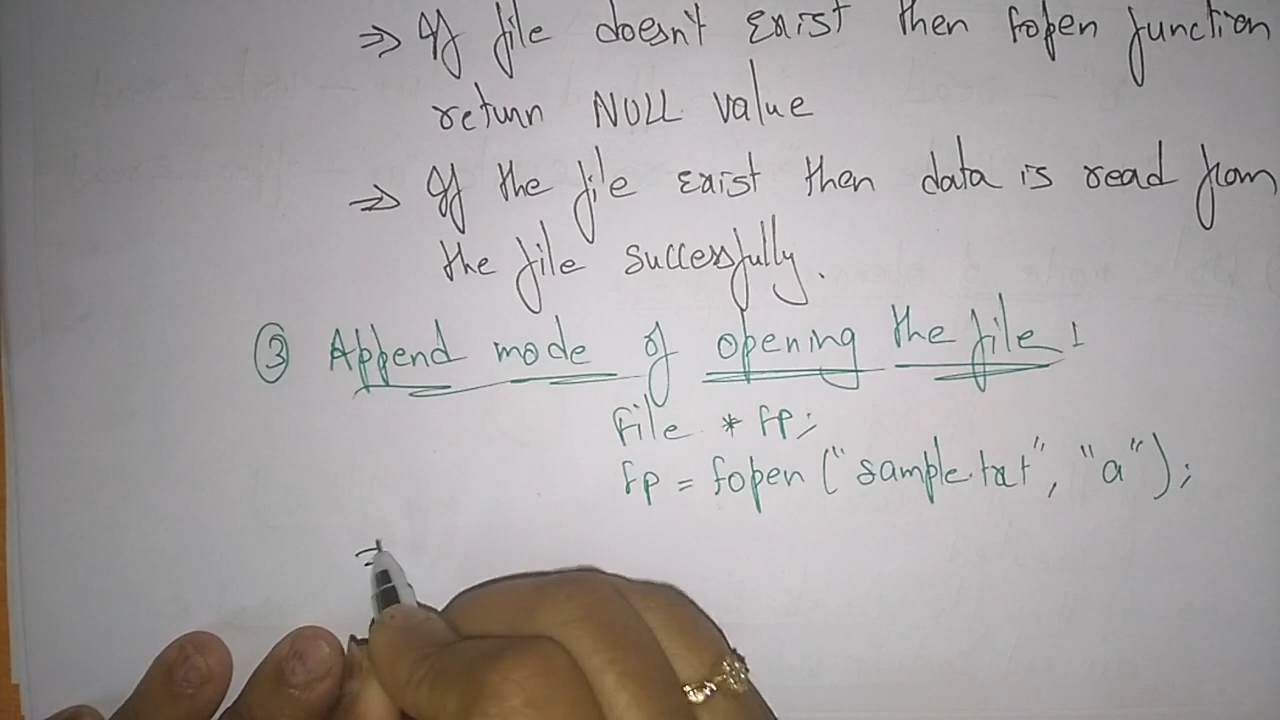 ⇒ If file doesn't exist then fopen function
return NULL value
⇒ If the file exist then data is read from
the file successfully.
③ Append mode of opening the file :
File * fp;
fp = fopen ("sample.txt", "a");